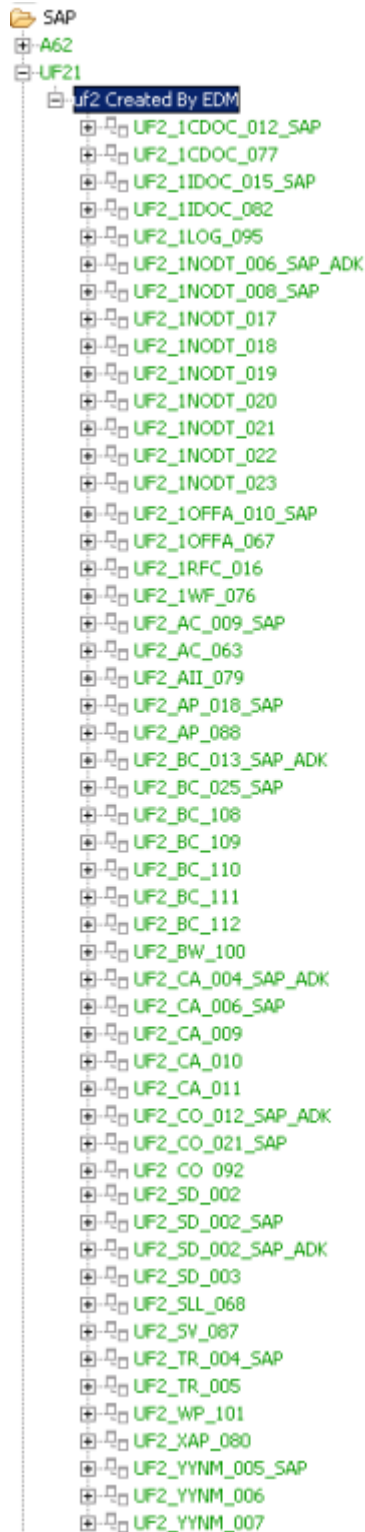 SAP
A62
UF21
uf2 Created By EDM
UF2_1CDOC_012_SAP
UF2_1CDOC_077
UF2_1IDOC_015_SAP
UF2_1IDOC_082
UF2_1LOG_095
UF2_1NODT_006_SAP_ADK
UF2_1NODT_008_SAP
UF2_1NODT_017
UF2_1NODT_018
UF2_1NODT_019
UF2_1NODT_020
UF2_1NODT_021
UF2_1NODT_022
UF2_1NODT_023
UF2_1OFFA_010_SAP
UF2_1OFFA_067
UF2_1RFC_016
UF2_1WF_076
UF2_AC_009_SAP
UF2_AC_063
UF2_AII_079
UF2_AP_018_SAP
UF2_AP_088
UF2_BC_013_SAP_ADK
UF2_BC_025_SAP
UF2_BC_108
UF2_BC_109
UF2_BC_110
UF2_BC_111
UF2_BC_112
UF2_BW_100
UF2_CA_004_SAP_ADK
UF2_CA_006_SAP
UF2_CA_009
UF2_CA_010
UF2_CA_011
UF2_CO_012_SAP_ADK
UF2_CO_021_SAP
UF2_CO_092
UF2_SD_002
UF2_SD_002_SAP
UF2_SD_002_SAP_ADK
UF2_SD_003
UF2_SLL_068
UF2_SV_087
UF2_TR_004_SAP
UF2_TR_005
UF2_WP_101
UF2_XAP_080
UF2_YYNM_005_SAP
UF2_YYNM_006
UF2_YYNM_007